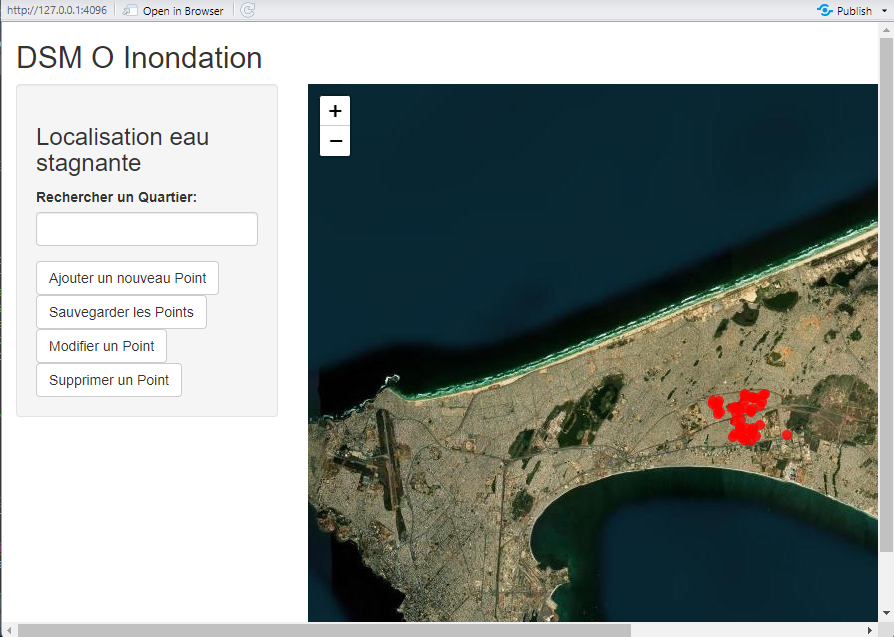 http://127.0.0.1:4096
Open in Browser
Publish
DSM O Inondation
Localisation eau
stagnante
Rechercher un Quartier:
Ajouter un nouveau Point
Sauvegarder les Points
Modifier un Point
Supprimer un Point
+
−